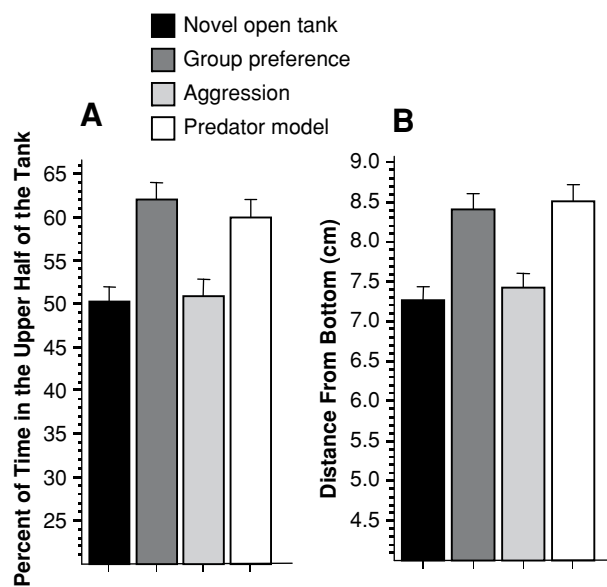 Novel open tank
Group preference
Aggression
Predator model
A
Percent of Time in the Upper Half of the Tank
65
60
55
50
45
40
35
30
25
B
Distance From Bottom (cm)
9.0
8.5
8.0
7.5
7.0
6.5
6.0
5.5
5.0
4.5